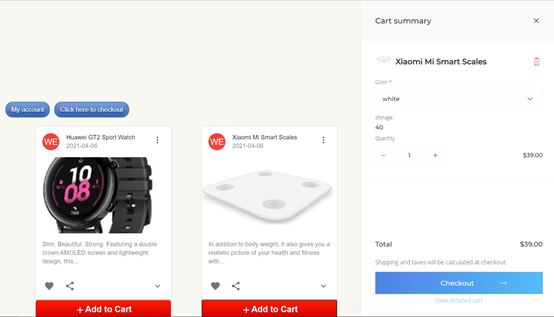 Cart summary
Xiaomi Mi Smart Scales
Color *
white
storage:
40
Quantity
− 1 +
$39.00
Total
$39.00
Shipping and taxes will be calculated at checkout.
Checkout
View detailed cart
My account
Click here to checkout
WE
Huawei GT2 Sport Watch
2021-04-06
10
08
Slim. Beautiful. Strong. Featuring a double
crown AMOLED screen and lightweight
design, this...
+ Add to Cart
WE
Xiaomi Mi Smart Scales
2021-04-06
In addition to body weight, it also gives you a
realistic picture of your health and fitness
with...
+ Add to Cart